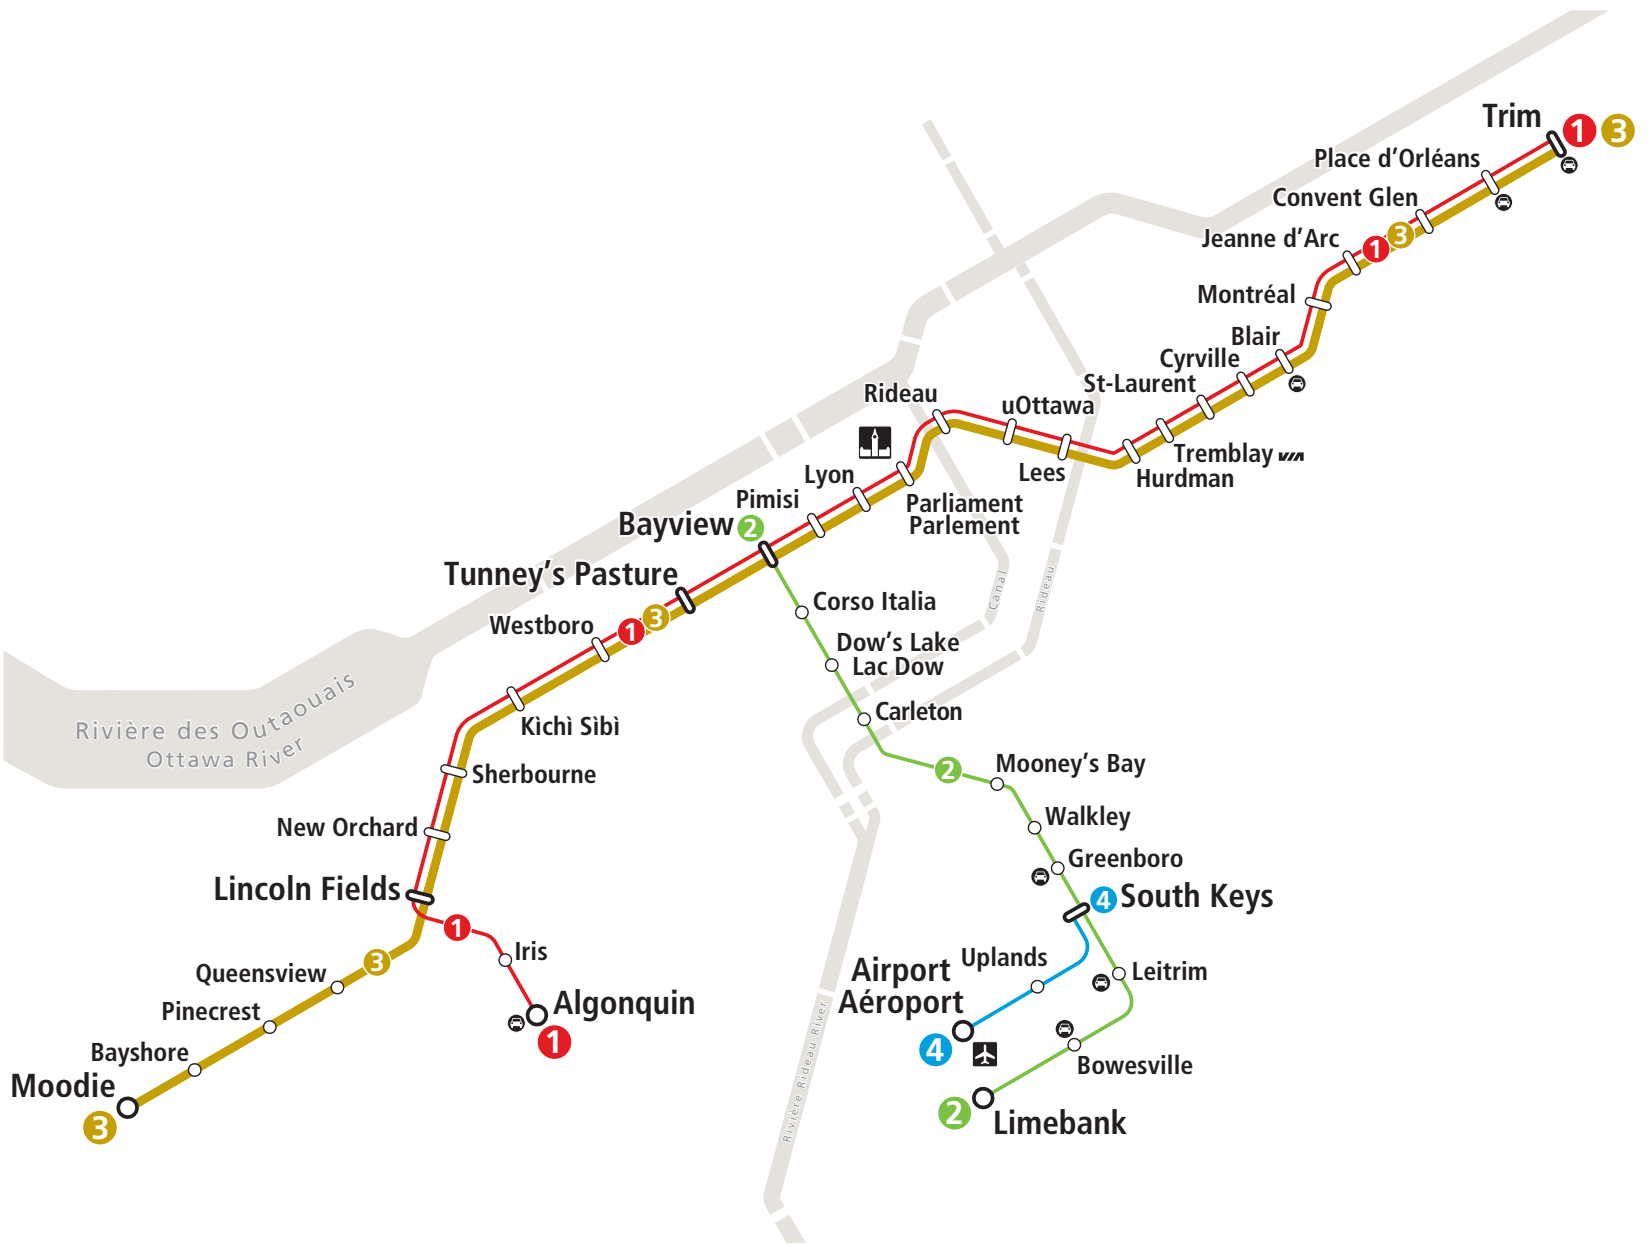 Trim 1 3
Place d'Orléans
Convent Glen
Jeanne d'Arc 1 3
Montréal
Blair
Cyrville
St-Laurent
Tremblay VIA
Hurdman
uOttawa
Lees
Rideau
Parliament
Parlement
Lyon
Pimisi
Bayview 2
Tunney's Pasture
1 3
Westboro
Kìchì Sìbì
Sherbourne
New Orchard
Lincoln Fields
1
Iris
Algonquin
1
3
Queensview
Pinecrest
Bayshore
Moodie
3
Corso Italia
Dow's Lake
Lac Dow
Carleton
2
Mooney's Bay
Walkley
Greenboro
4 South Keys
Uplands
Airport
Aéroport
4
Leitrim
Bowesville
2 Limebank
Rivière des Outaouais
Ottawa River
Canal
Rideau
Rivière Rideau River